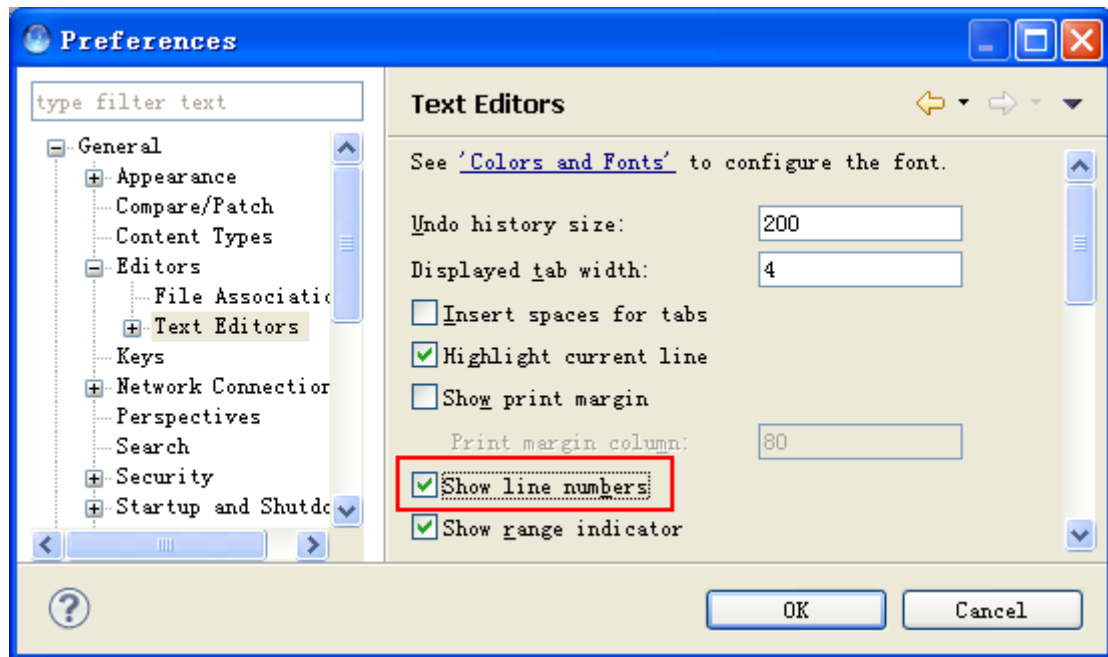 Preferences
type filter text
General
Appearance
Compare/Patch
Content Types
Editors
File Associatio
Text Editors
Keys
Network Connection
Perspectives
Search
Security
Startup and Shutdo
Text Editors
See 'Colors and Fonts' to configure the font.
Undo history size: 200
Displayed tab width: 4
Insert spaces for tabs
Highlight current line
Show print margin
Print margin column: 80
Show line numbers
Show range indicator
OK Cancel